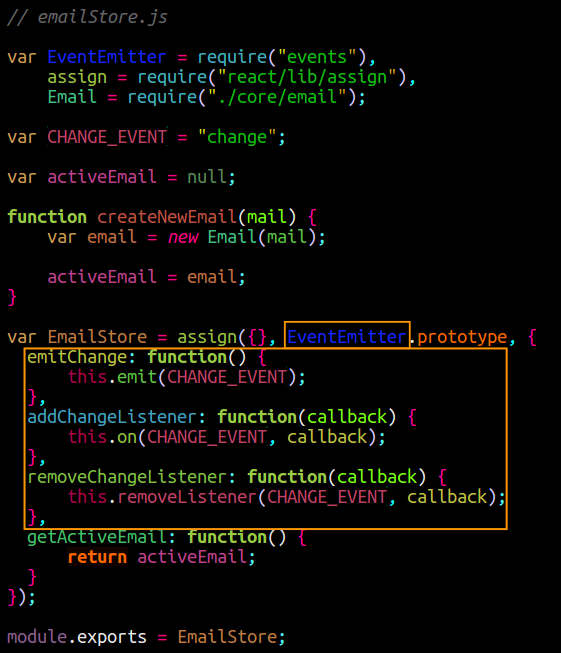 // emailStore.js
var EventEmitter = require("events"),
    assign = require("react/lib/assign"),
    Email = require("./core/email");
var CHANGE_EVENT = "change";
var activeEmail = null;
function createNewEmail(mail) {
    var email = new Email(mail);
    activeEmail = email;
}
var EmailStore = assign({}, EventEmitter.prototype, {
  emitChange: function() {
      this.emit(CHANGE_EVENT);
  },
  addChangeListener: function(callback) {
      this.on(CHANGE_EVENT, callback);
  },
  removeChangeListener: function(callback) {
      this.removeListener(CHANGE_EVENT, callback);
  },
  getActiveEmail: function() {
      return activeEmail;
  }
});
module.exports = EmailStore;